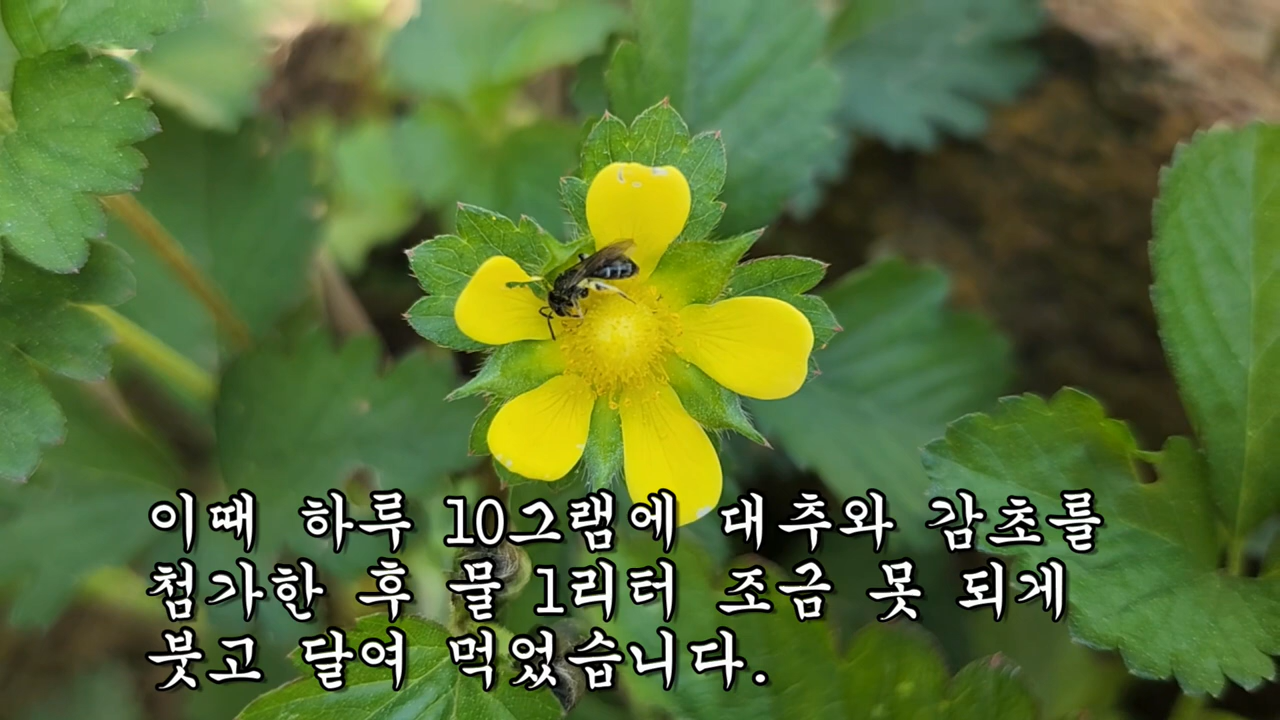 이때 하루 10그램에 대추와 감초를
첨가한 후 물 1리터 조금 못 되게
붓고 달여 먹었습니다.